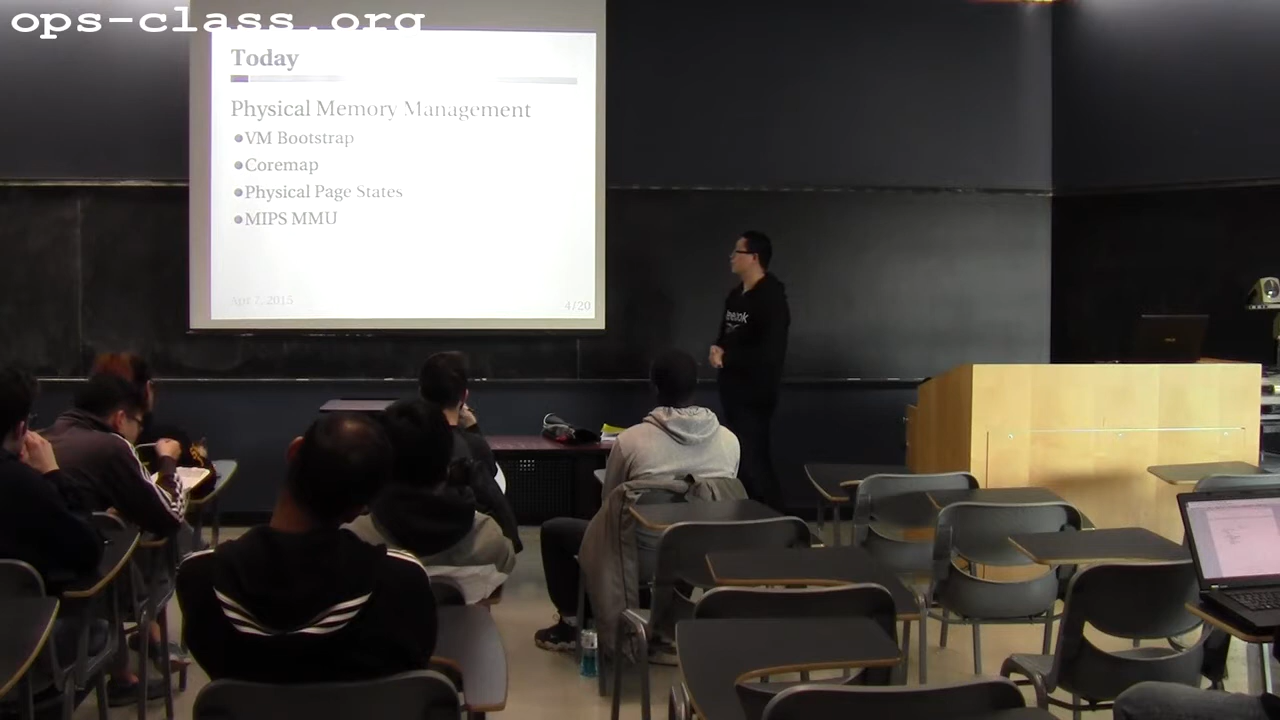 ops-class.org
Today
Physical Memory Management
VM Bootstrap
Coremap
Physical Page States
MIPS MMU
Apr 7, 2015
4/20